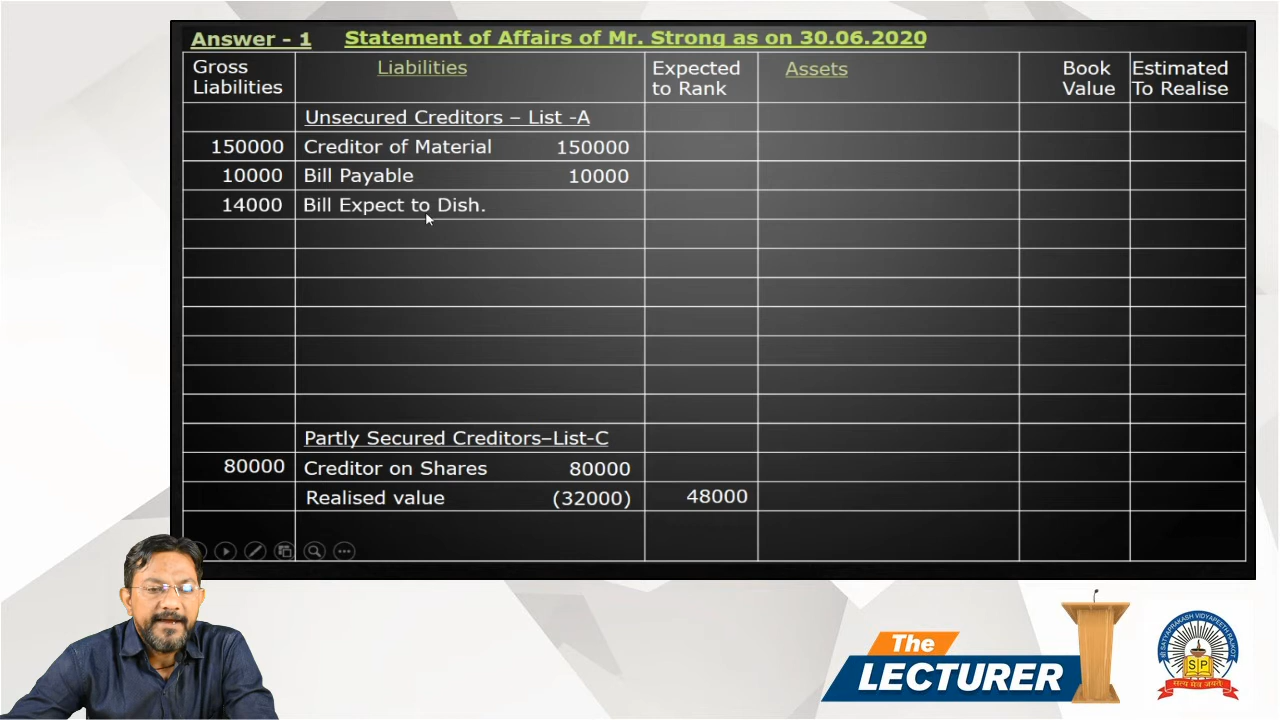 Answer - 1 Statement of Affairs of Mr. Strong as on 30.06.2020
Gross Liabilities Liabilities Expected to Rank Assets Book Value Estimated To Realise
Unsecured Creditors – List -A
150000 Creditor of Material 150000
10000 Bill Payable 10000
14000 Bill Expect to Dish.
Partly Secured Creditors–List-C
80000 Creditor on Shares 80000
Realised value (32000) 48000
The
LECTURER
SP
सत्य मेव जयते